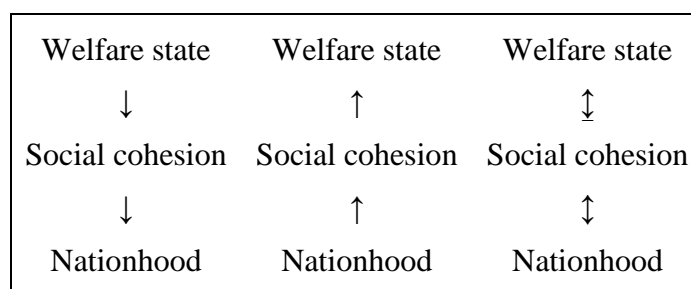 Welfare state Welfare state Welfare state
↓ ↑ ↨
Social cohesion Social cohesion Social cohesion
↓ ↑ ↕
Nationhood Nationhood Nationhood